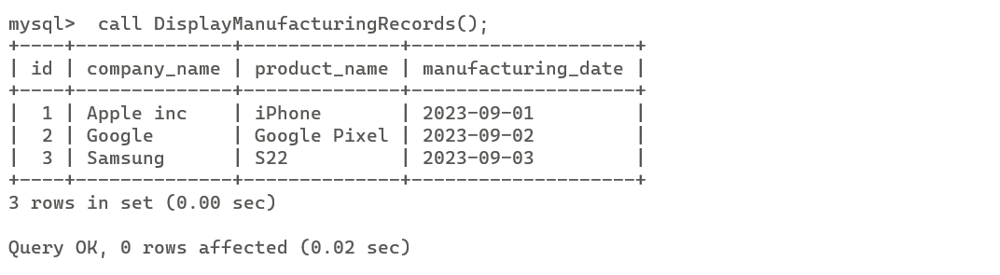 mysql>  call DisplayManufacturingRecords();
+----+--------------+--------------+--------------------+
| id | company_name | product_name | manufacturing_date |
+----+--------------+--------------+--------------------+
|  1 | Apple inc    | iPhone       | 2023-09-01         |
|  2 | Google       | Google Pixel | 2023-09-02         |
|  3 | Samsung      | S22          | 2023-09-03         |
+----+--------------+--------------+--------------------+
3 rows in set (0.00 sec)

Query OK, 0 rows affected (0.02 sec)